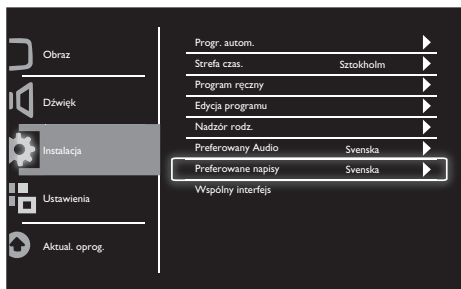 Obraz
Dźwięk
Instalacja
Ustawienia
Aktual. oprog.
Progr. autom.
Strefa czas. Sztokholm
Program ręczny
Edycja programu
Nadzór rodz.
Preferowany Audio Svenska
Preferowane napisy Svenska
Wspólny interfejs